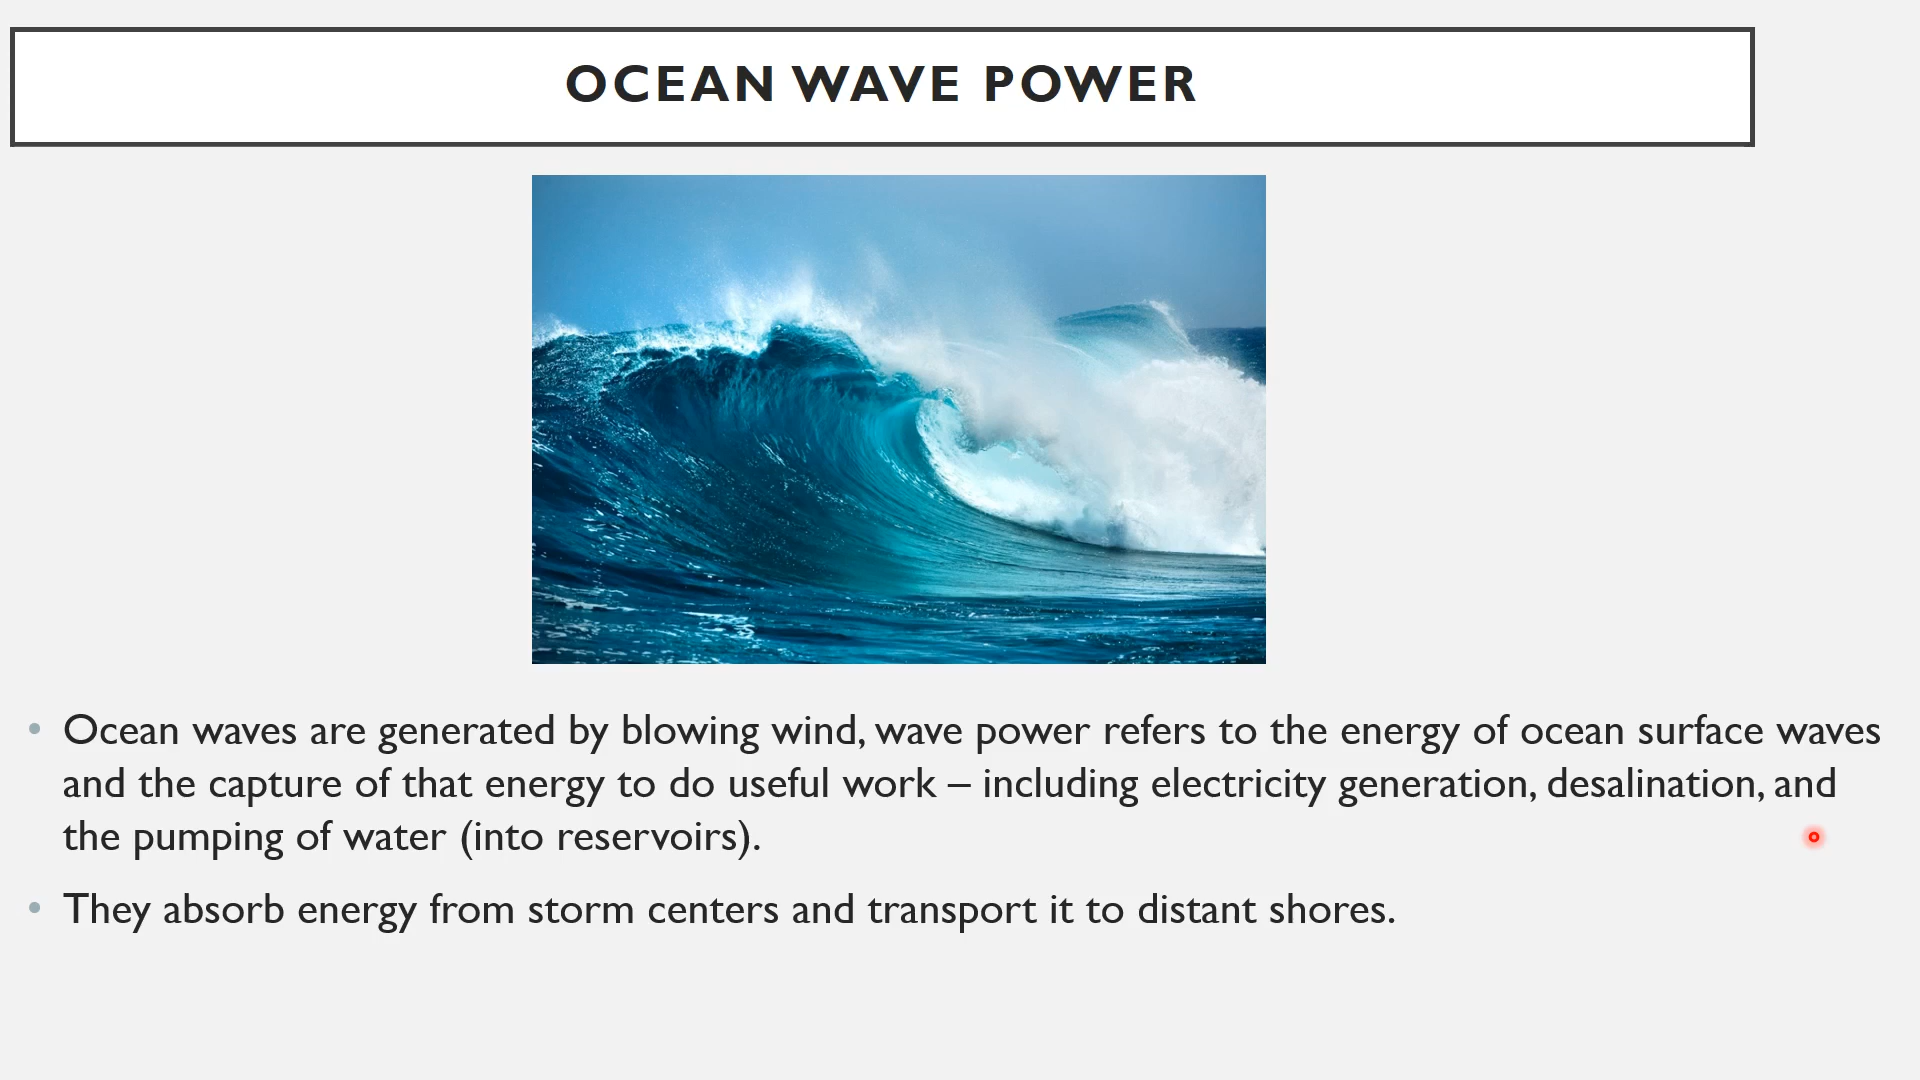 OCEAN WAVE POWER
• Ocean waves are generated by blowing wind, wave power refers to the energy of ocean surface waves
and the capture of that energy to do useful work – including electricity generation, desalination, and
the pumping of water (into reservoirs).
• They absorb energy from storm centers and transport it to distant shores.